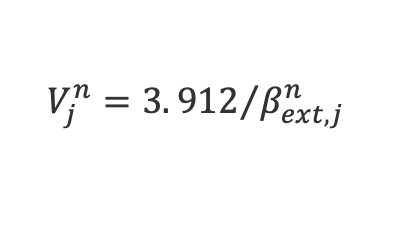 V_j^n = 3.912/β_{ext,j}^n